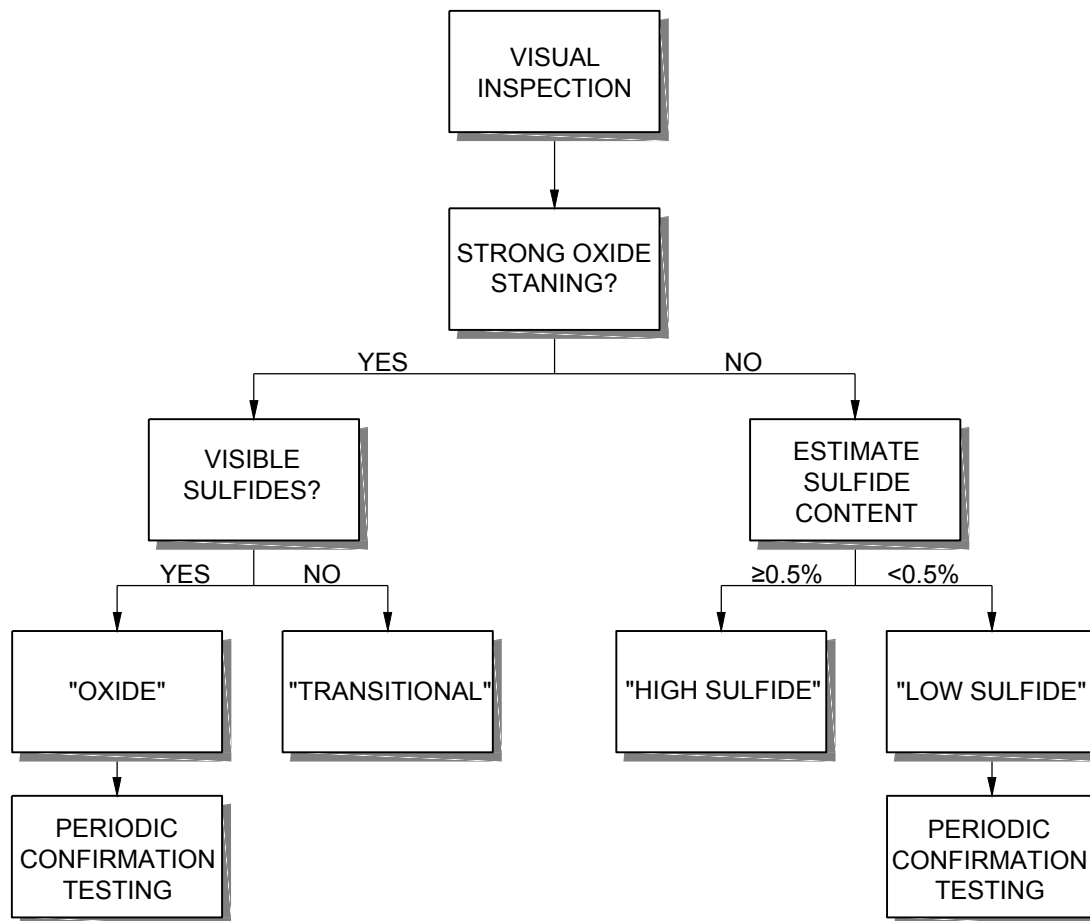 VISUAL
INSPECTION
STRONG OXIDE
STANING?
YES
NO
VISIBLE
SULFIDES?
ESTIMATE
SULFIDE
CONTENT
YES
NO
≥0.5%
<0.5%
"OXIDE"
"TRANSITIONAL"
"HIGH SULFIDE"
"LOW SULFIDE"
PERIODIC
CONFIRMATION
TESTING
PERIODIC
CONFIRMATION
TESTING